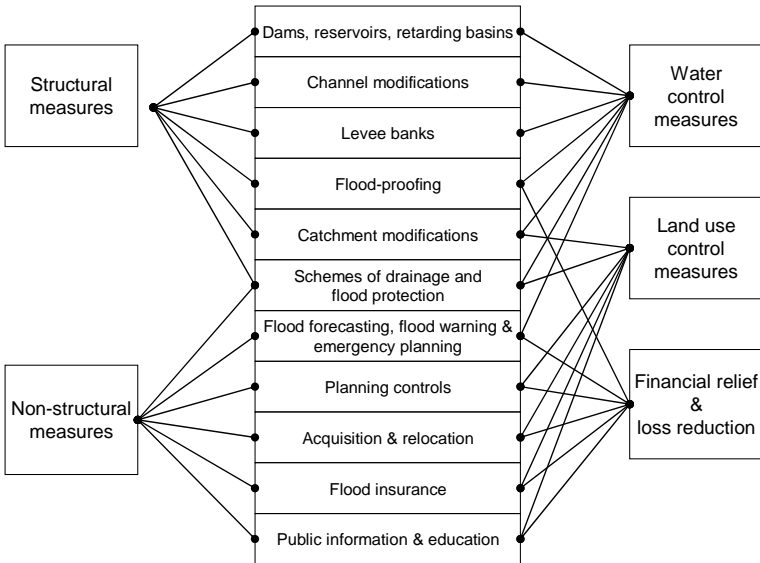 Structural
measures
Non-structural
measures
Dams, reservoirs, retarding basins
Channel modifications
Levee banks
Flood-proofing
Catchment modifications
Schemes of drainage and
flood protection
Flood forecasting, flood warning &
emergency planning
Planning controls
Acquisition & relocation
Flood insurance
Public information & education
Water
control
measures
Land use
control
measures
Financial relief
&
loss reduction